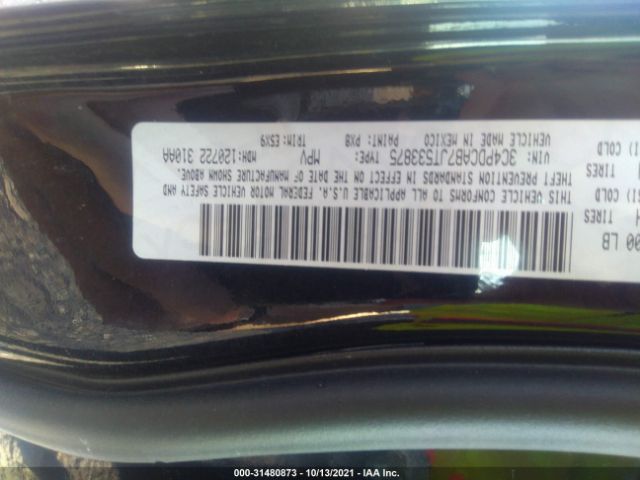 THIS VEHICLE CONFORMS TO ALL APPLICABLE U.S.A. FEDERAL MOTOR VEHICLE SAFETY AND
THEFT PREVENTION STANDARDS IN EFFECT ON THE DATE OF MANUFACTURE SHOWN ABOVE.
VIN: 3C4PDCAB7JT533875 TYPE: MPV MDH: 120722 310AA
VEHICLE MADE IN MEXICO PAINT: PX8 TRIM: E5X9
00 LB
TIRES
COLD
TIRES
COLD
000-31480873 - 10/13/2021 - IAA Inc.